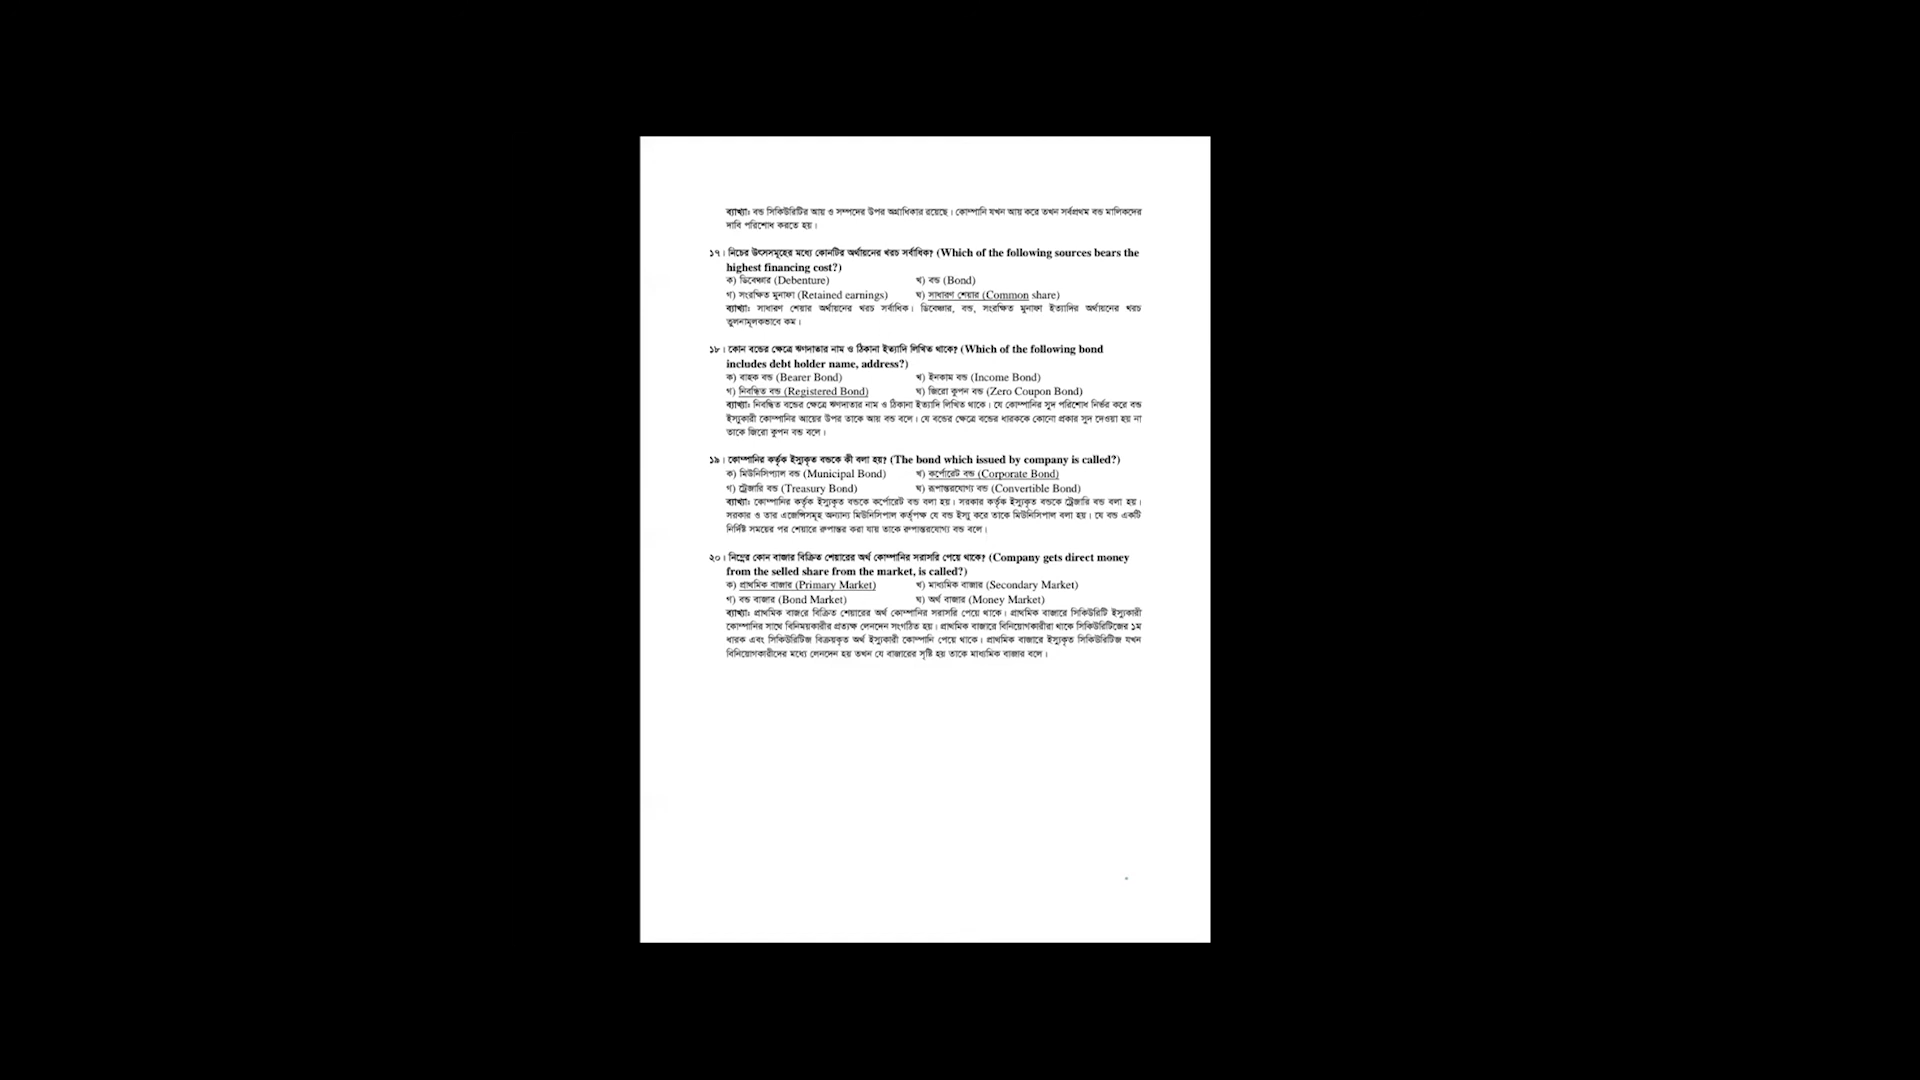 ব্যাখ্যা: বন্ড সিকিউরিটির আয় ও সম্পদের উপর অগ্রাধিকার রয়েছে। কোম্পানি যখন আয় করে তখন সর্বপ্রথম বন্ড মালিকদের
দাবি পরিশোধ করতে হয়।
১৭। নিচের উৎসসমূহের মধ্যে কোনটির অর্থায়নের খরচ সর্বাধিক? (Which of the following sources bears the
highest financing cost?)
ক) ডিবেঞ্চার (Debenture) খ) বন্ড (Bond)
গ) সংরক্ষিত মুনাফা (Retained earnings) ঘ) সাধারণ শেয়ার (Common share)
ব্যাখ্যা: সাধারণ শেয়ার অর্থায়নের খরচ সর্বাধিক। ডিবেঞ্চার, বন্ড, সংরক্ষিত মুনাফা ইত্যাদির অর্থায়নের খরচ
তুলনামূলকভাবে কম।
১৮। কোন বন্ডের ক্ষেত্রে ঋণদাতার নাম ও ঠিকানা ইত্যাদি লিখিত থাকে? (Which of the following bond
includes debt holder name, address?)
ক) বাহক বন্ড (Bearer Bond) খ) ইনকাম বন্ড (Income Bond)
গ) নিবন্ধিত বন্ড (Registered Bond) ঘ) জিরো কুপন বন্ড (Zero Coupon Bond)
ব্যাখ্যা: নিবন্ধিত বন্ডের ক্ষেত্রে ঋণদাতার নাম ও ঠিকানা ইত্যাদি লিখিত থাকে। যে কোম্পানির সুদ পরিশোধ নির্ভর করে বন্ড
ইস্যুকারী কোম্পানির আয়ের উপর তাকে আয় বন্ড বলে। যে বন্ডের ক্ষেত্রে বন্ডের ধারককে কোনো প্রকার সুদ দেওয়া হয় না
তাকে জিরো কুপন বন্ড বলে।
১৯। কোম্পানির কর্তৃক ইস্যুকৃত বন্ডকে কী বলা হয়? (The bond which issued by company is called?)
ক) মিউনিসিপ্যাল বন্ড (Municipal Bond) খ) কর্পোরেট বন্ড (Corporate Bond)
গ) ট্রেজারি বন্ড (Treasury Bond) ঘ) রূপান্তরযোগ্য বন্ড (Convertible Bond)
ব্যাখ্যা: কোম্পানির কর্তৃক ইস্যুকৃত বন্ডকে কর্পোরেট বন্ড বলা হয়। সরকার কর্তৃক ইস্যুকৃত বন্ডকে ট্রেজারি বন্ড বলা হয়।
সরকার ও তার এজেন্সিসমূহ অন্যান্য মিউনিসিপাল কর্তৃপক্ষ যে বন্ড ইস্যু করে তাকে মিউনিসিপাল বলা হয়। যে বন্ড একটি
নির্দিষ্ট সময়ের পর শেয়ারে রুপান্তর করা যায় তাকে রুপান্তরযোগ্য বন্ড বলে।
২০। নিম্নের কোন বাজার বিক্রিত শেয়ারের অর্থ কোম্পানির সরাসরি পেয়ে থাকে? (Company gets direct money
from the selled share from the market, is called?)
ক) প্রাথমিক বাজার (Primary Market) খ) মাধ্যমিক বাজার (Secondary Market)
গ) বন্ড বাজার (Bond Market) ঘ) অর্থ বাজার (Money Market)
ব্যাখ্যা: প্রাথমিক বাজারে বিক্রিত শেয়ারের অর্থ কোম্পানির সরাসরি পেয়ে থাকে। প্রাথমিক বাজারে সিকিউরিটি ইস্যুকারী
কোম্পানির সাথে বিনিময়কারীর প্রত্যক্ষ লেনদেন সংগঠিত হয়। প্রাথমিক বাজারে বিনিয়োগকারীরা থাকে সিকিউরিটিজের ১ম
ধারক এবং সিকিউরিটিজ বিক্রয়কৃত অর্থ ইস্যুকারী কোম্পানি পেয়ে থাকে। প্রাথমিক বাজারে ইস্যুকৃত সিকিউরিটিজ যখন
বিনিয়োগকারীদের মধ্যে লেনদেন হয় তখন যে বাজারের সৃষ্টি হয় তাকে মাধ্যমিক বাজার বলে।